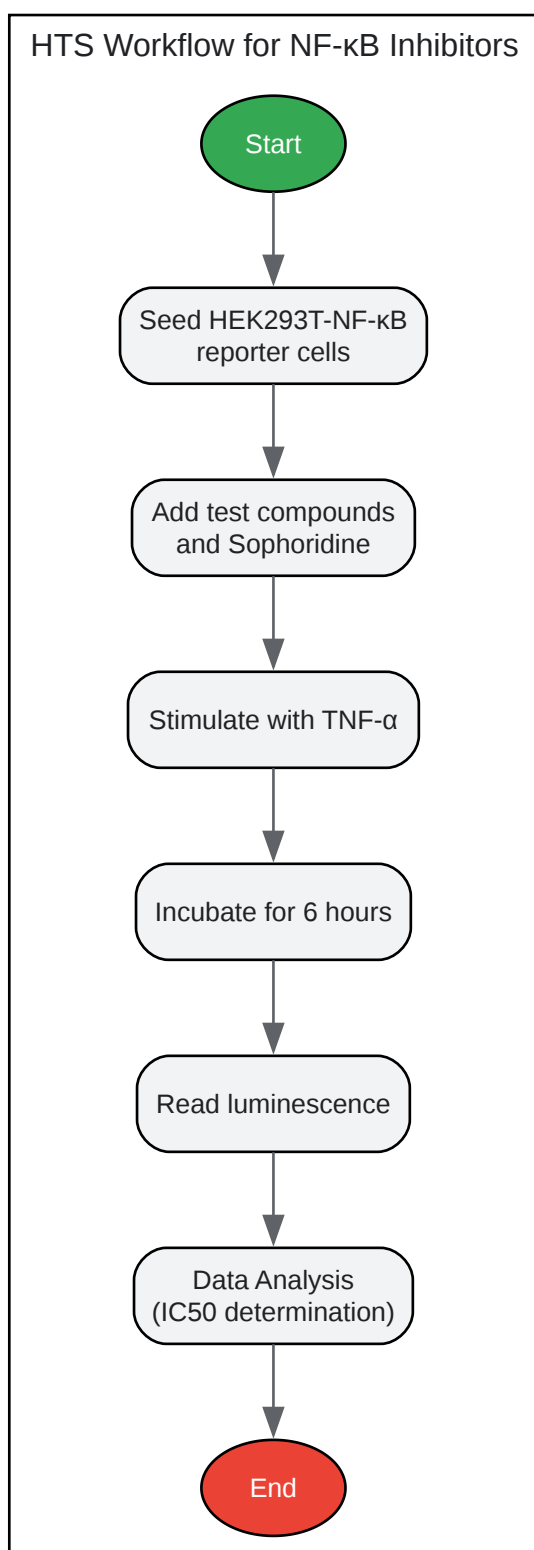 HTS Workflow for NF-κB Inhibitors
Start
Seed HEK293T-NF-κB
reporter cells
Add test compounds
and Sophoridine
Stimulate with TNF-α
Incubate for 6 hours
Read luminescence
Data Analysis
(IC50 determination)
End